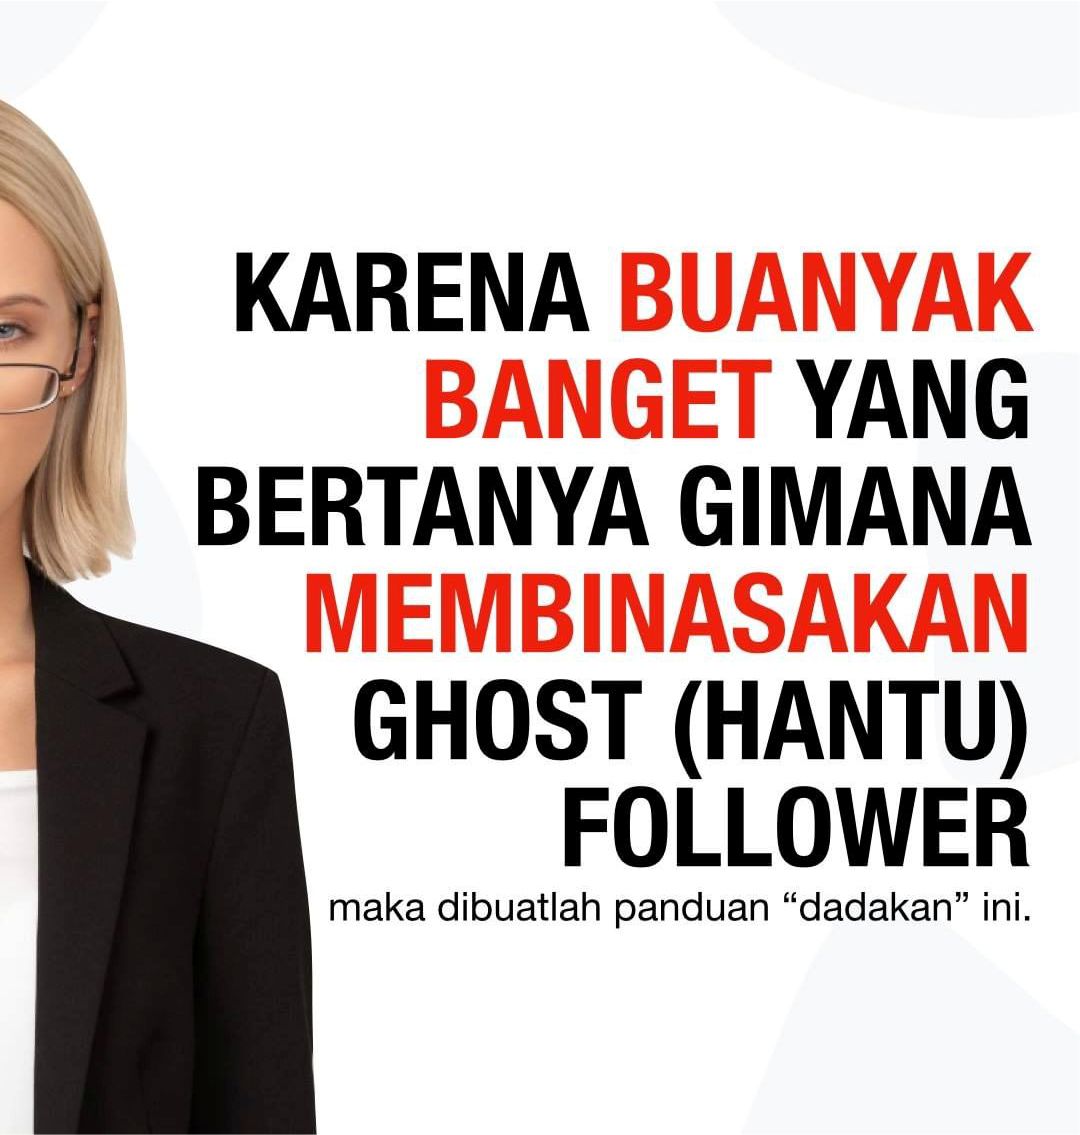 KARENA BUANYAK
BANGET YANG
BERTANYA GIMANA
MEMBINASAKAN
GHOST (HANTU)
FOLLOWER
maka dibuatlah panduan “dadakan” ini.